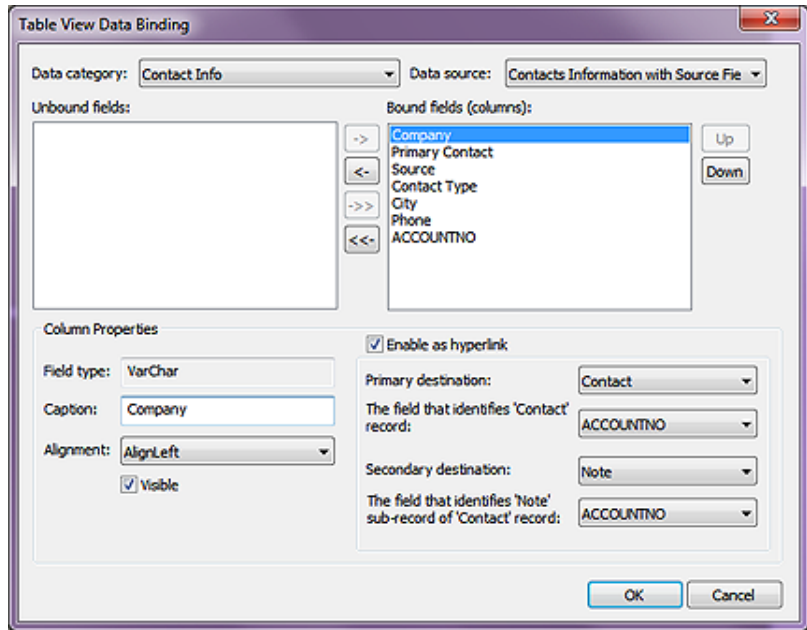 Table View Data Binding
x
Data category: Contact Info Data source: Contacts Information with Source Fie
Unbound fields: Bound fields (columns):
-> Company Up
Primary Contact
<- Source Down
Contact Type
->> City
Phone
<<- ACCOUNTNO
Column Properties
Enable as hyperlink
Field type: VarChar
Primary destination: Contact
Caption: Company
The field that identifies 'Contact'
record: ACCOUNTNO
Alignment: AlignLeft
Secondary destination: Note
Visible
The field that identifies 'Note'
sub-record of 'Contact' record: ACCOUNTNO
OK Cancel